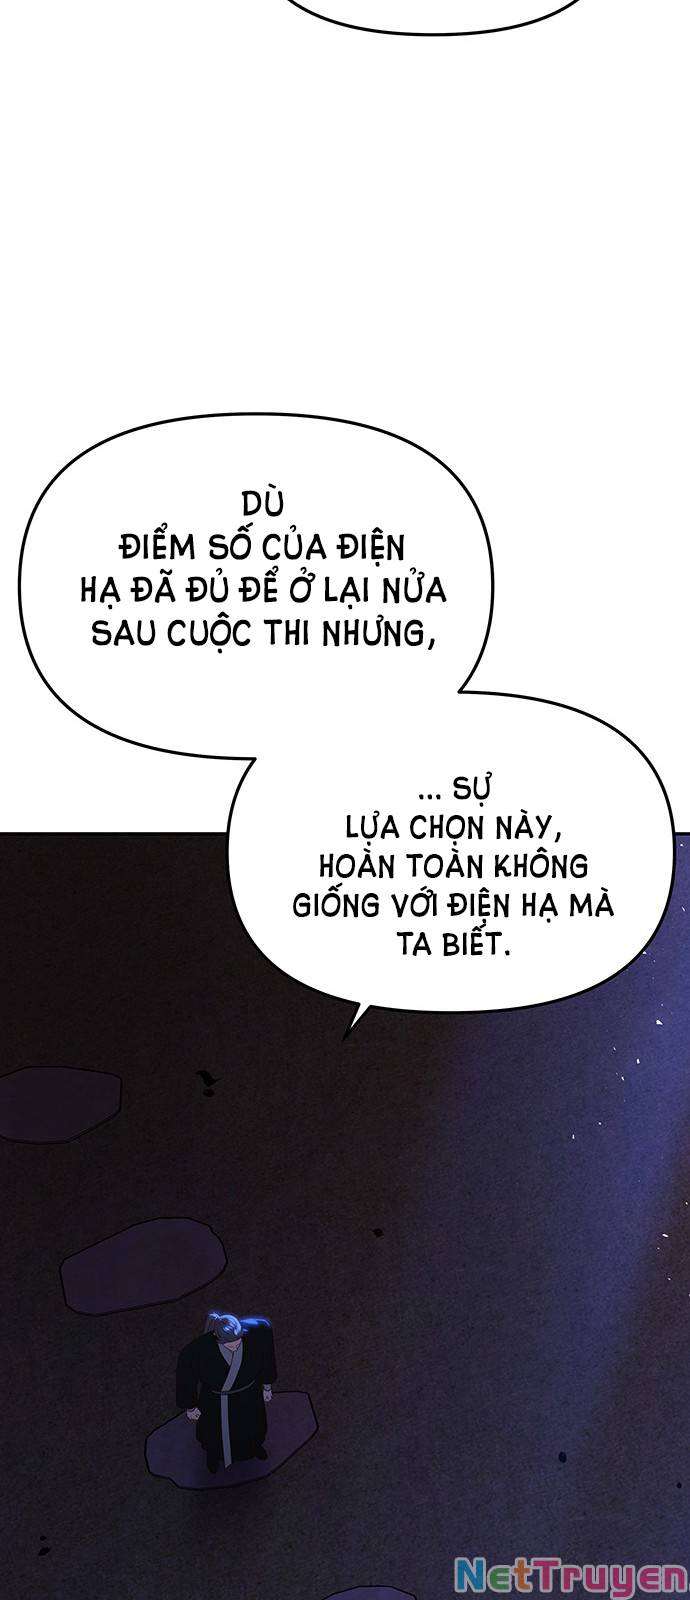 DÙ
ĐIỂM SỐ CỦA ĐIỆN
HẠ ĐÃ ĐỦ ĐỂ Ở LẠI NỬA
SAU CUỘC THI NHƯNG,
... SỰ
LỰA CHỌN NÀY,
HOÀN TOÀN KHÔNG
GIỐNG VỚI ĐIỆN HẠ MÀ
TA BIẾT.
NetTruyen